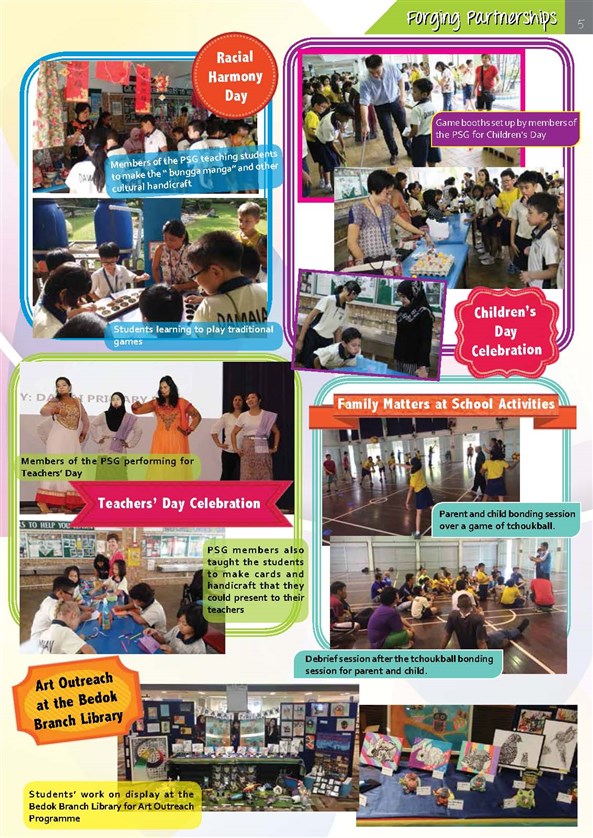 Forging Partnerships
5
Racial
Harmony
Day
Members of the PSG teaching students
to make the " bungga manga" and other
cultural handicraft
Students learning to play traditional
games
Game booths set up by members of
the PSG for Children's Day
Children's
Day
Celebration
Members of the PSG performing for
Teachers' Day
Teachers' Day Celebration
PSG members also
taught the students
to make cards and
handicraft that they
could present to their
teachers
Family Matters at School Activities
Parent and child bonding session
over a game of tchoukball.
Debrief session after the tchoukball bonding
session for parent and child.
Art Outreach
at the Bedok
Branch Library
Students' work on display at the
Bedok Branch Library for Art Outreach
Programme